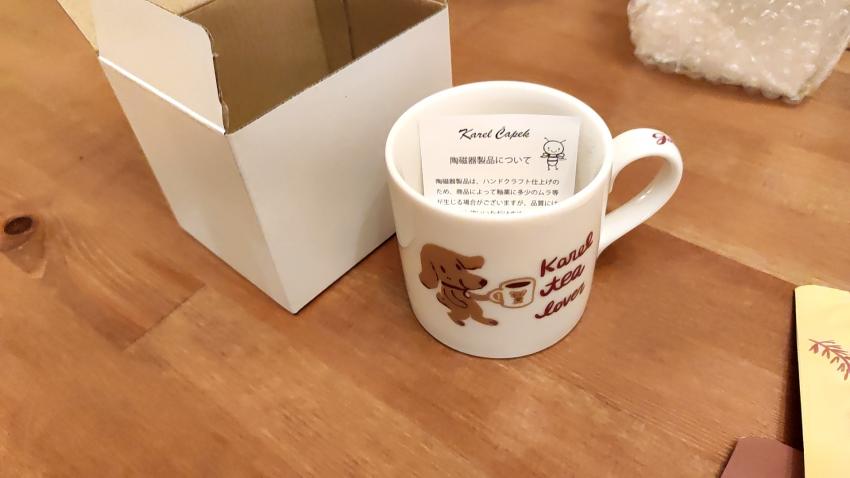 Karel Čapek
陶磁器製品について
陶磁器製品は、ハンドクラフト仕上げの
ため、商品によって釉薬に多少のムラ等
が生じる場合がございますが、品質には
Karel
tea
lover